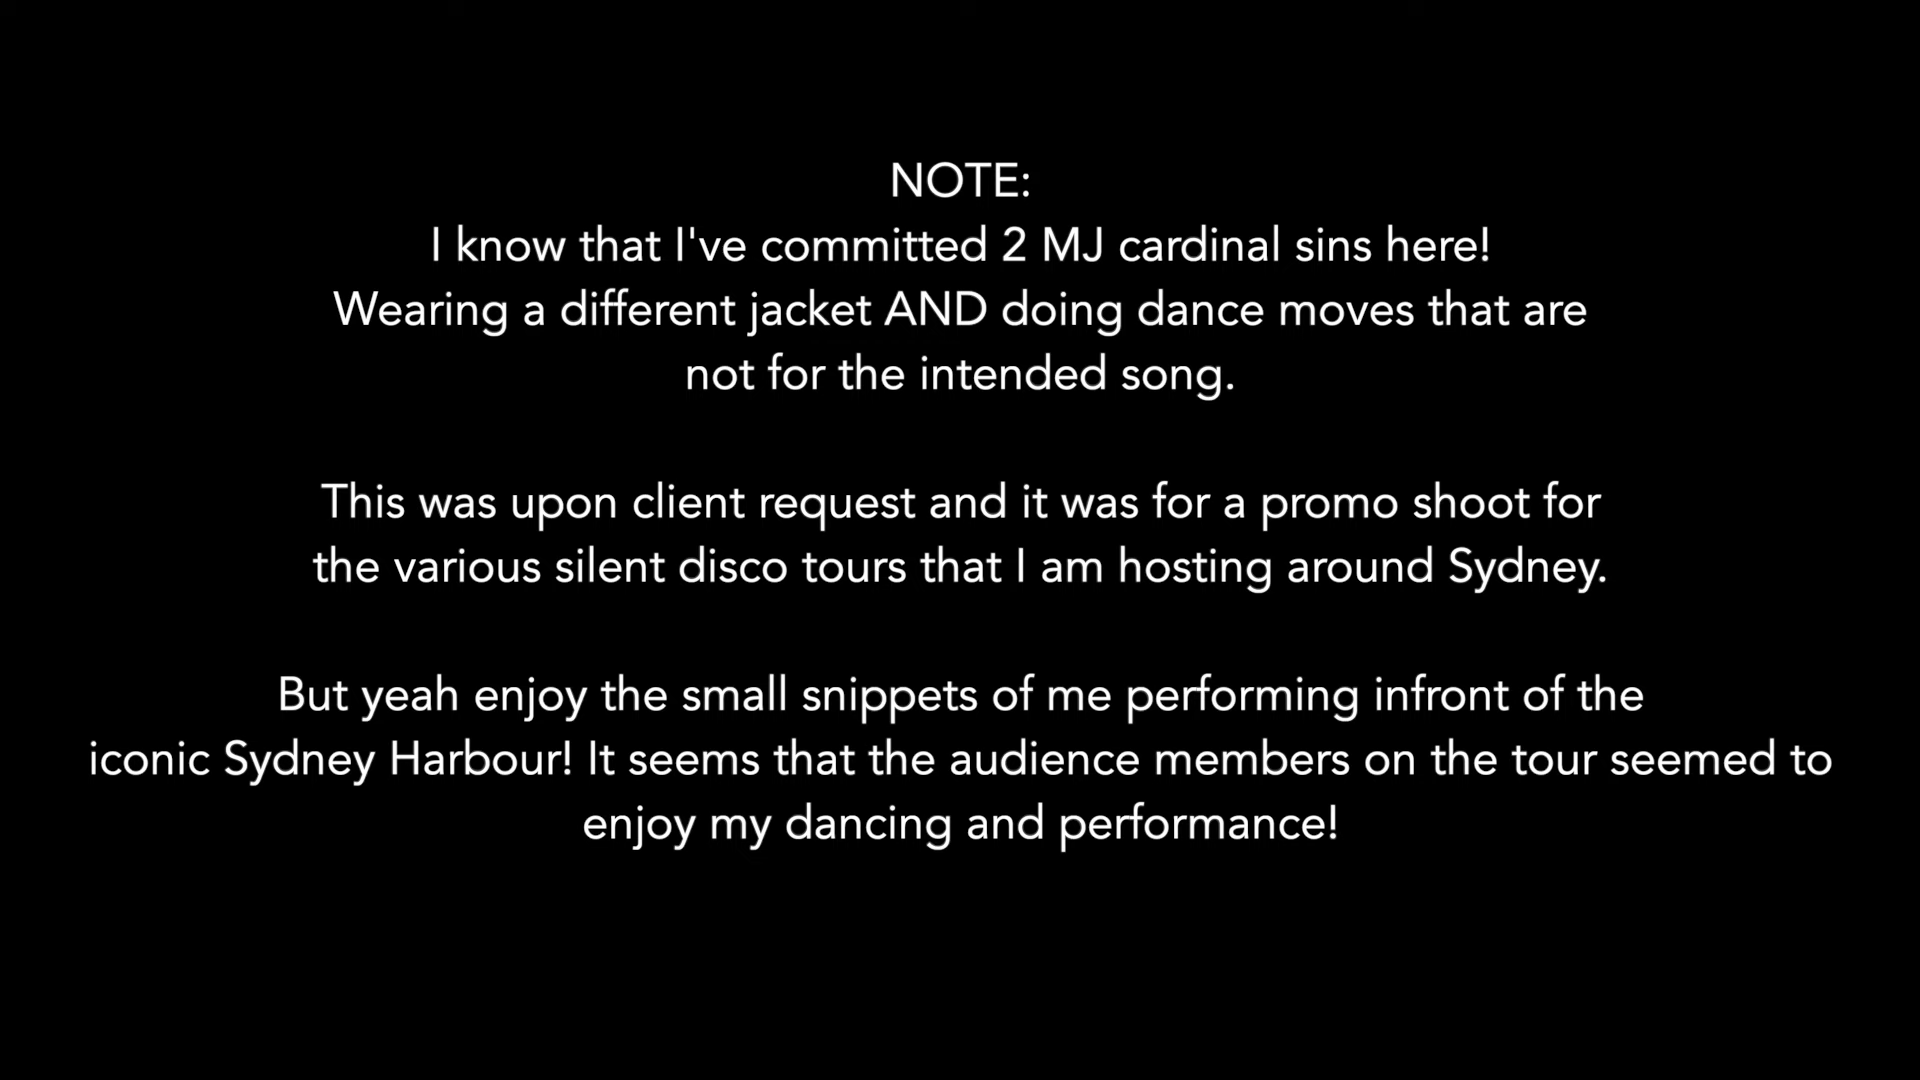 NOTE:
I know that I've committed 2 MJ cardinal sins here!
Wearing a different jacket AND doing dance moves that are
not for the intended song.
This was upon client request and it was for a promo shoot for
the various silent disco tours that I am hosting around Sydney.
But yeah enjoy the small snippets of me performing infront of the
iconic Sydney Harbour! It seems that the audience members on the tour seemed to
enjoy my dancing and performance!